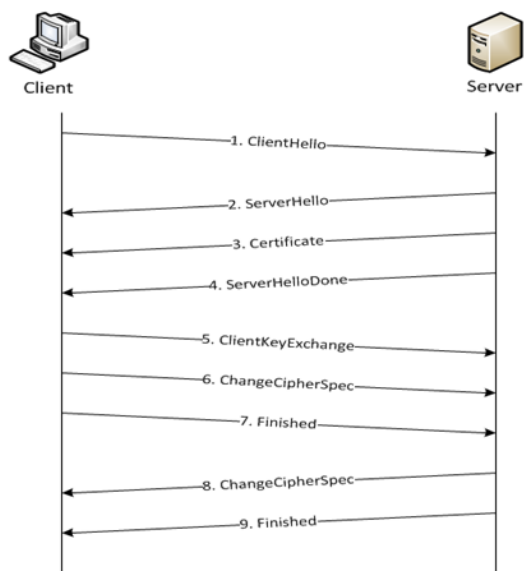 Client
Server
1. ClientHello
2. ServerHello
3. Certificate
4. ServerHelloDone
5. ClientKeyExchange
6. ChangeCipherSpec
7. Finished
8. ChangeCipherSpec
9. Finished